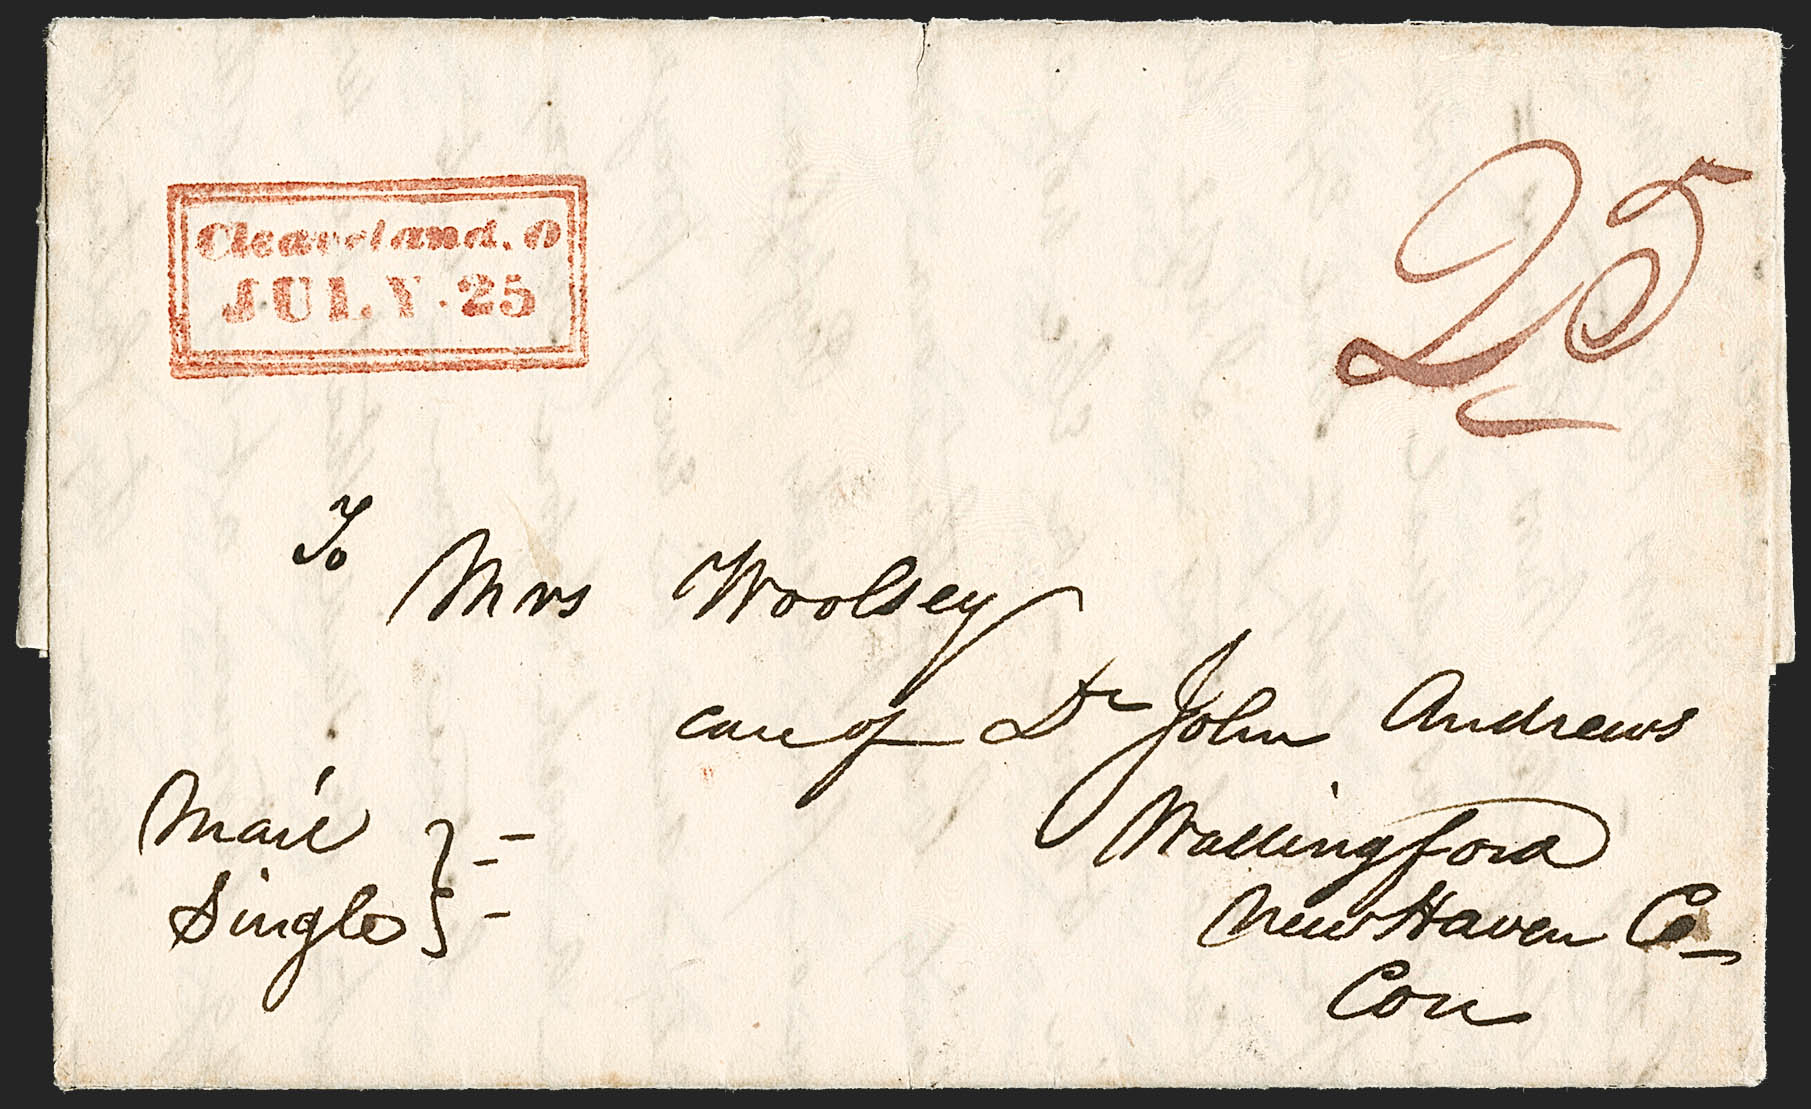 Cleaveland. O
JULY 25
25
To
Mrs Woolsey
care of Dr John Andrews
Wallingford
New Haven Co
Con
Mail
Single